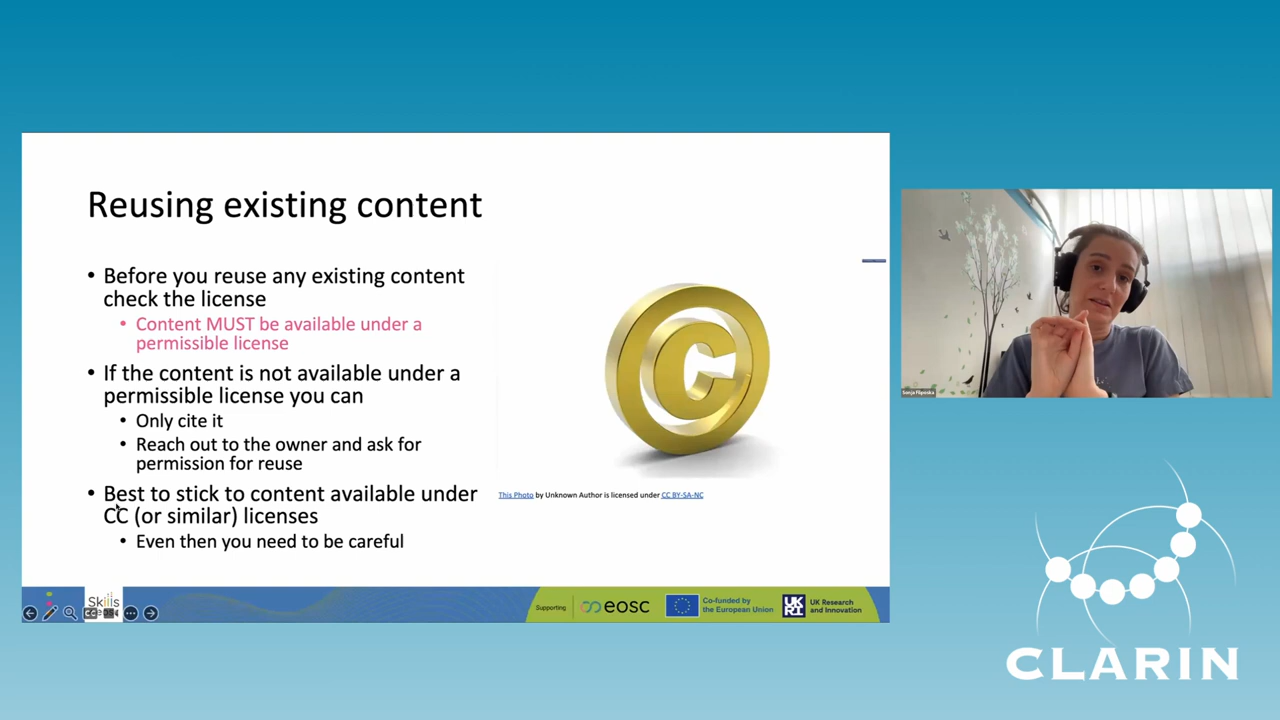 Reusing existing content
• Before you reuse any existing content
check the license
• Content MUST be available under a
permissible license
• If the content is not available under a
permissible license you can
• Only cite it
• Reach out to the owner and ask for
permission for reuse
• Best to stick to content available under
CC (or similar) licenses
• Even then you need to be careful
This Photo by Unknown Author is licensed under CC BY-SA-NC
Sonja Filiposka
Skills
Supporting
eosc
Co-funded by
the European Union
UK Research
and Innovation
CLARIN